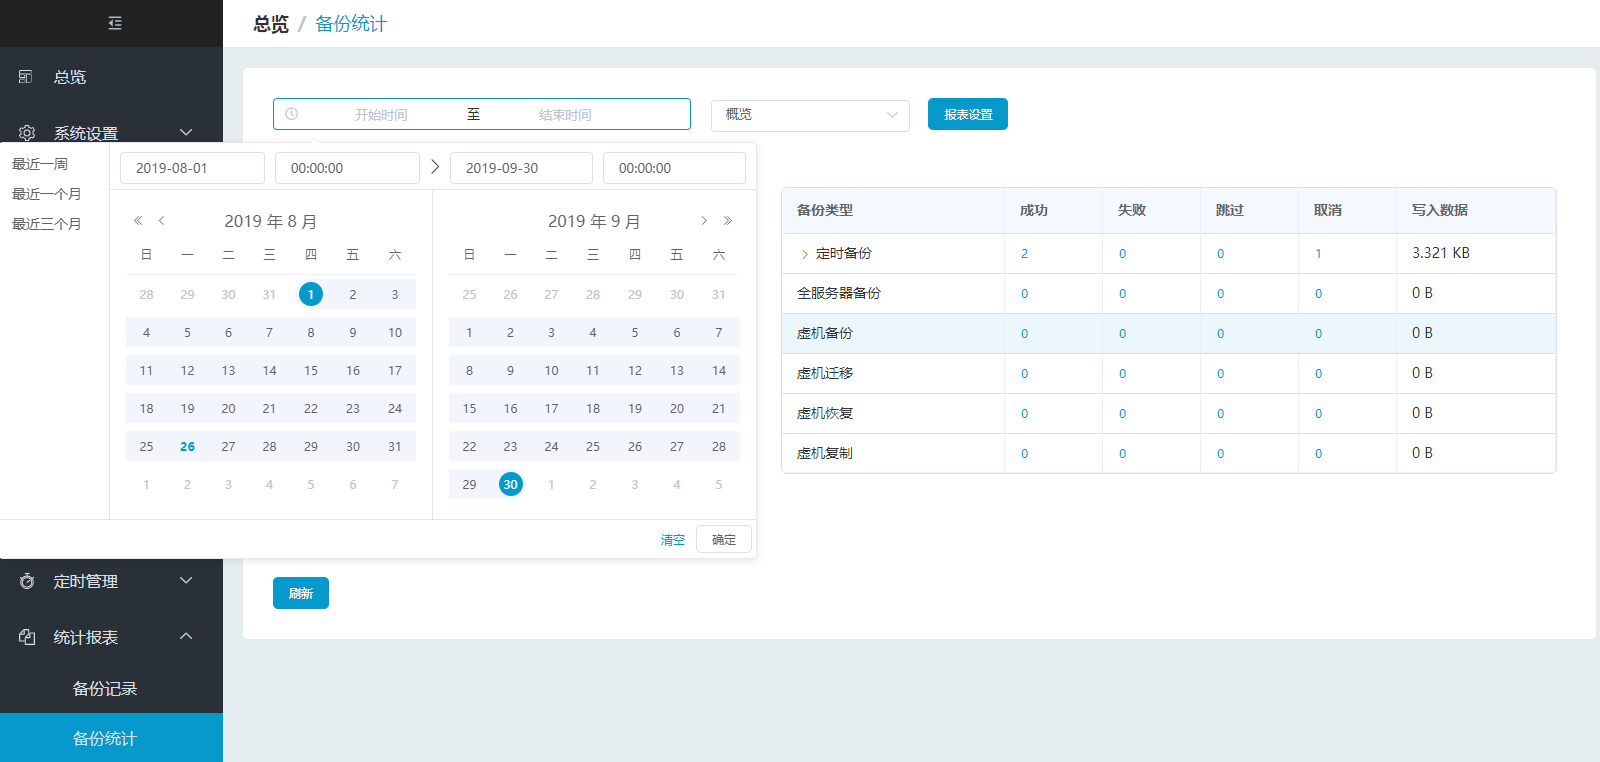 总览 / 备份统计
总览
系统设置
开始时间 至 结束时间
概览
报表设置
最近一周
最近一个月
最近三个月
2019-08-01 00:00:00 2019-09-30 00:00:00
2019 年 8 月
日 一 二 三 四 五 六
28 29 30 31 1 2 3
4 5 6 7 8 9 10
11 12 13 14 15 16 17
18 19 20 21 22 23 24
25 26 27 28 29 30 31
1 2 3 4 5 6 7
2019 年 9 月
日 一 二 三 四 五 六
25 26 27 28 29 30 31
1 2 3 4 5 6 7
8 9 10 11 12 13 14
15 16 17 18 19 20 21
22 23 24 25 26 27 28
29 30 1 2 3 4 5
清空 确定
备份类型 成功 失败 跳过 取消 写入数据
定时备份 2 0 0 1 3.321 KB
全服务器备份 0 0 0 0 0 B
虚机备份 0 0 0 0 0 B
虚机迁移 0 0 0 0 0 B
虚机恢复 0 0 0 0 0 B
虚机复制 0 0 0 0 0 B
刷新
定时管理
统计报表
备份记录
备份统计